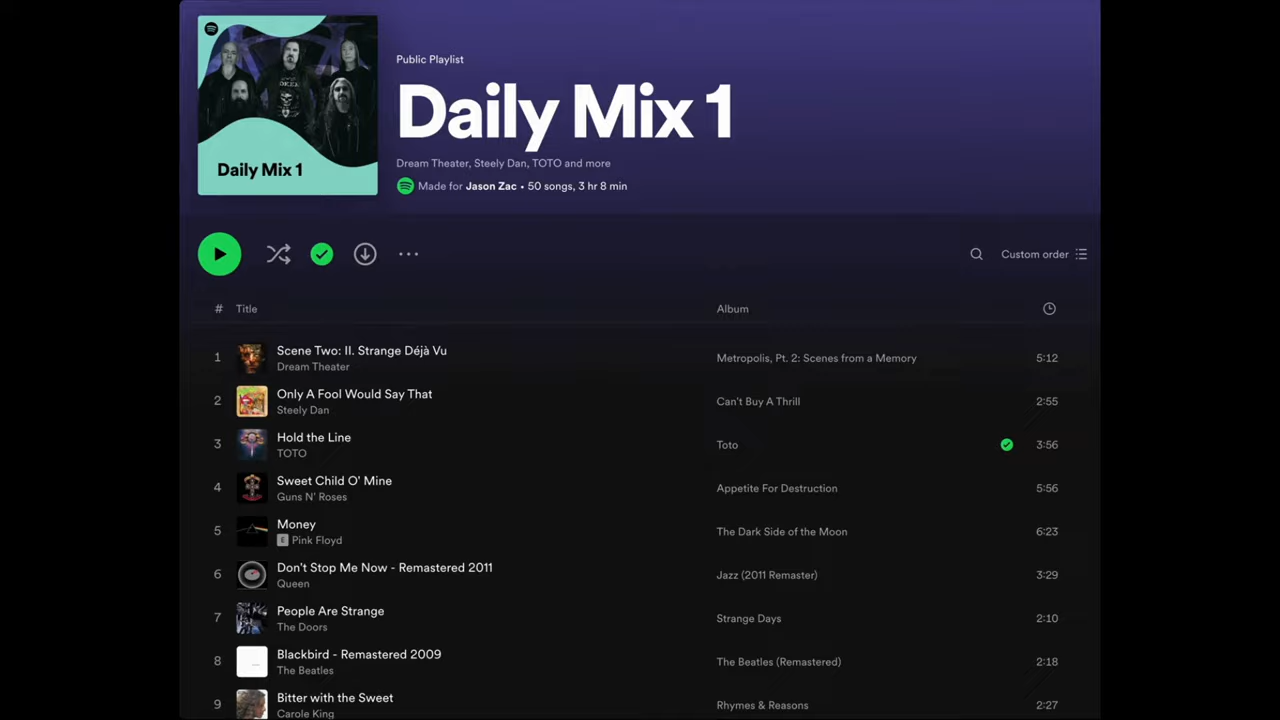 Daily Mix 1
Public Playlist
Daily Mix 1
Dream Theater, Steely Dan, TOTO and more
Made for Jason Zac • 50 songs, 3 hr 8 min
Custom order
# Title Album
1 Scene Two: II. Strange Déjà Vu Metropolis, Pt. 2: Scenes from a Memory 5:12
Dream Theater
2 Only A Fool Would Say That Can't Buy A Thrill 2:55
Steely Dan
3 Hold the Line Toto 3:56
TOTO
4 Sweet Child O' Mine Appetite For Destruction 5:56
Guns N' Roses
5 Money The Dark Side of the Moon 6:23
E Pink Floyd
6 Don't Stop Me Now - Remastered 2011 Jazz (2011 Remaster) 3:29
Queen
7 People Are Strange Strange Days 2:10
The Doors
8 Blackbird - Remastered 2009 The Beatles (Remastered) 2:18
The Beatles
9 Bitter with the Sweet Rhymes & Reasons 2:27
Carole King